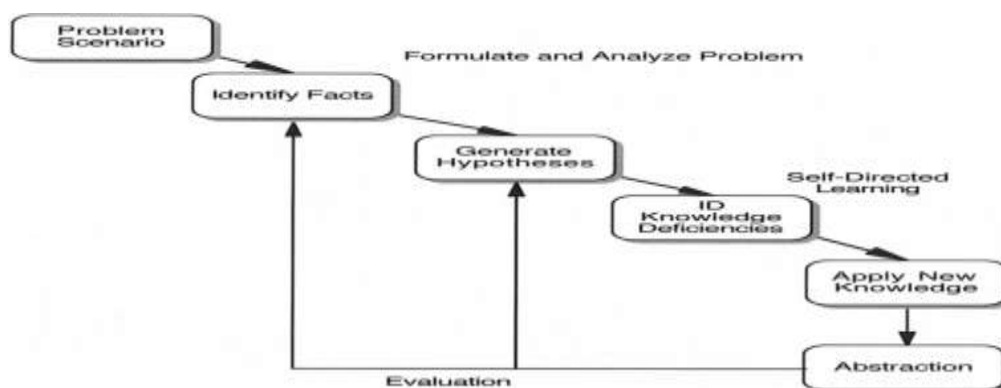 Problem
Scenario
Formulate and Analyze Problem
Identify Facts
Generate
Hypotheses
Self-Directed
Learning
ID
Knowledge
Deficiencies
Apply New
Knowledge
Abstraction
Evaluation